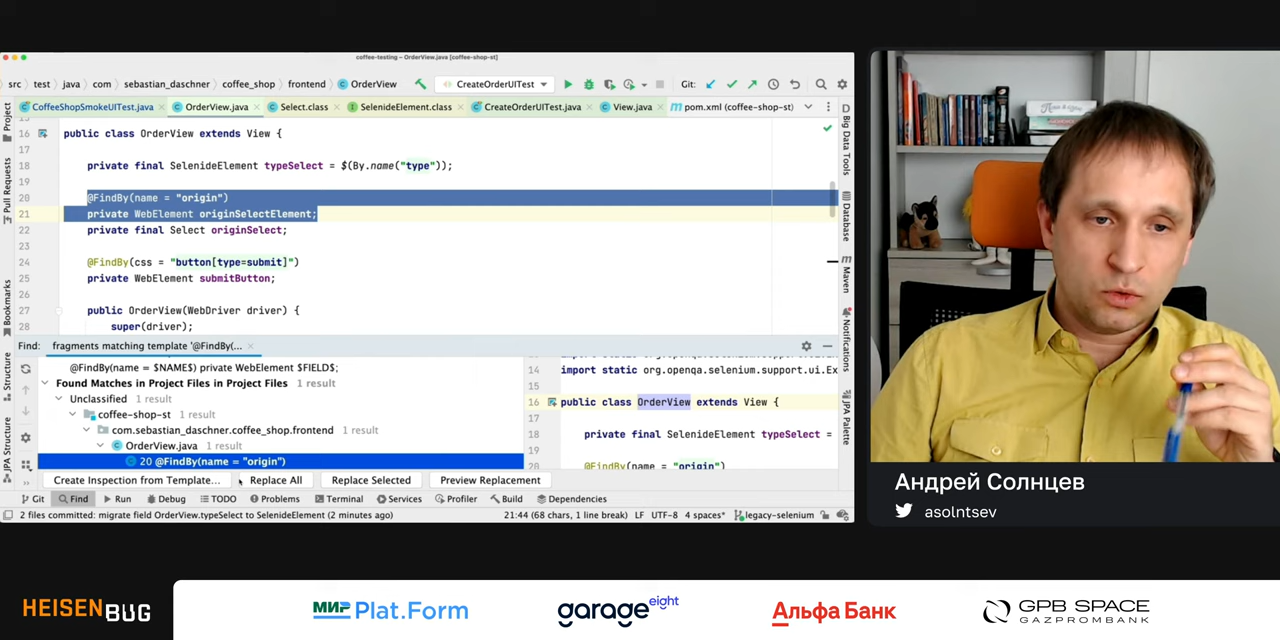 coffee-testing – OrderView.java [coffee-shop-st]
src test java com sebastian_daschner coffee_shop frontend OrderView CreateOrderUITest Git:
CoffeeShopSmokeUITest.java OrderView.java Select.class SelenideElement.class CreateOrderUITest.java View.java pom.xml (coffee-shop-st)
Project
Pull Requests
Bookmarks
Structure
JPA Structure
Big Data Tools
Database
Maven
Notifications
JPA Palette
15
16 public class OrderView extends View {
17
18 private final SelenideElement typeSelect = $(By.name("type"));
19
20 @FindBy(name = "origin")
21 private WebElement originSelectElement;
22 private final Select originSelect;
23
24 @FindBy(css = "button[type=submit]")
25 private WebElement submitButton;
26
27 public OrderView(WebDriver driver) {
28 super(driver);
Find: fragments matching template '@FindBy(...
@FindBy(name = $NAME$) private WebElement $FIELD$;
Found Matches in Project Files in Project Files 1 result
Unclassified 1 result
coffee-shop-st 1 result
com.sebastian_daschner.coffee_shop.frontend 1 result
OrderView.java 1 result
20 @FindBy(name = "origin")
14 import static org.openqa.selenium.support.ui.Ex
15
16 public class OrderView extends View {
17
18 private final SelenideElement typeSelect =
19
20 @FindBy(name = "origin")
Create Inspection from Template... Replace All Replace Selected Preview Replacement
Git Find Run Debug TODO Problems Terminal Services Profiler Build Dependencies
2 files committed: migrate field OrderView.typeSelect to SelenideElement (2 minutes ago) 21:44 (68 chars, 1 line break) LF UTF-8 4 spaces* legacy-selenium
Андрей Солнцев
asolntsev
HEISENBUG
МИР Plat.Form
garage eight
Альфа Банк
GPB SPACE
GAZPROMBANK